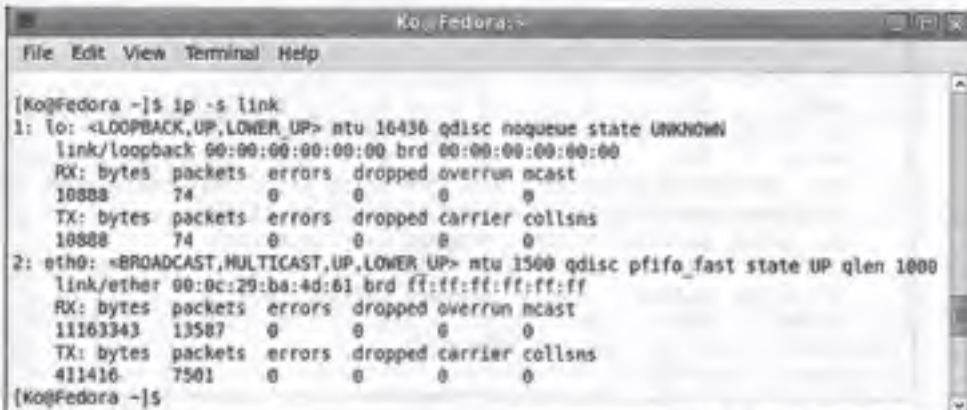 Ko@Fedora:~
File Edit View Terminal Help
[Ko@Fedora ~]$ ip -s link
1: lo: <LOOPBACK,UP,LOWER_UP> mtu 16436 qdisc noqueue state UNKNOWN
link/loopback 00:00:00:00:00:00 brd 00:00:00:00:00:00
RX: bytes packets errors dropped overrun mcast
10888 74 0 0 0 0
TX: bytes packets errors dropped carrier collsns
10888 74 0 0 0 0
2: eth0: <BROADCAST,MULTICAST,UP,LOWER_UP> mtu 1500 qdisc pfifo_fast state UP qlen 1000
link/ether 00:0c:29:ba:4d:61 brd ff:ff:ff:ff:ff:ff
RX: bytes packets errors dropped overrun mcast
11163343 13587 0 0 0 0
TX: bytes packets errors dropped carrier collsns
411416 7501 0 0 0 0
[Ko@Fedora ~]$